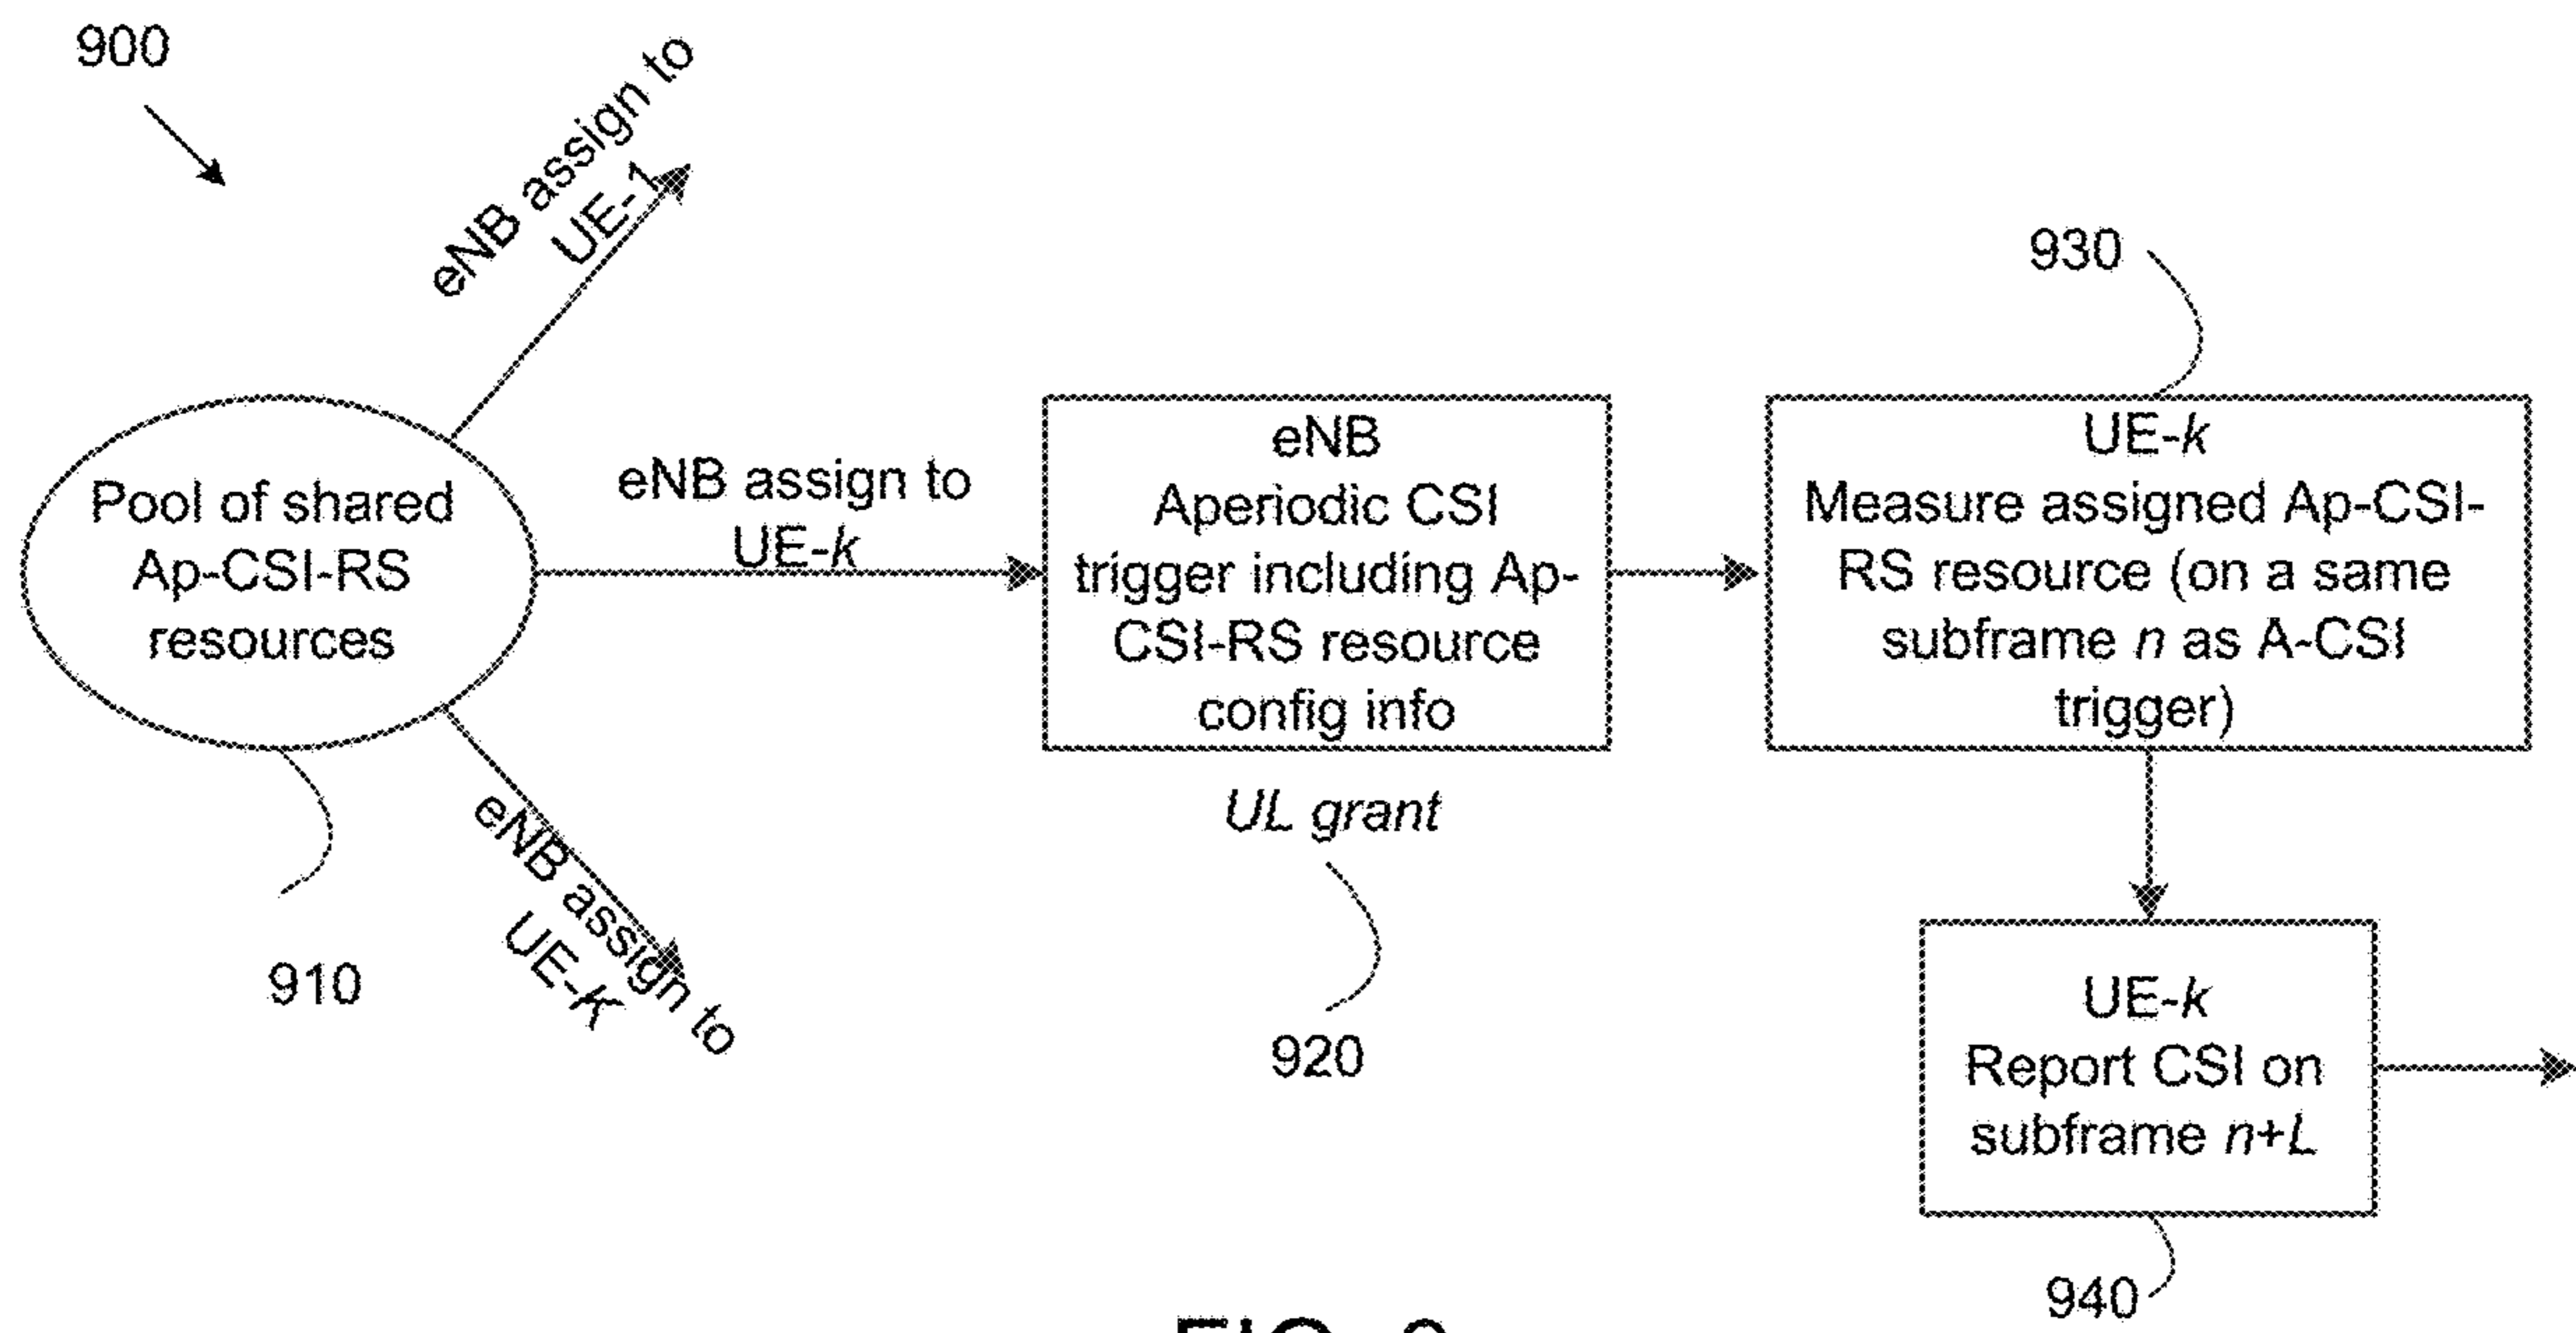 900
eNB assign to
UE-1
Pool of shared
Ap-CSI-RS
resources
910
eNB assign to
UE-k
eNB assign to
UE-K
eNB
Aperiodic CSI
trigger including Ap-
CSI-RS resource
config info
UL grant
920
930
UE-k
Measure assigned Ap-CSI-
RS resource (on a same
subframe n as A-CSI
trigger)
UE-k
Report CSI on
subframe n+L
940